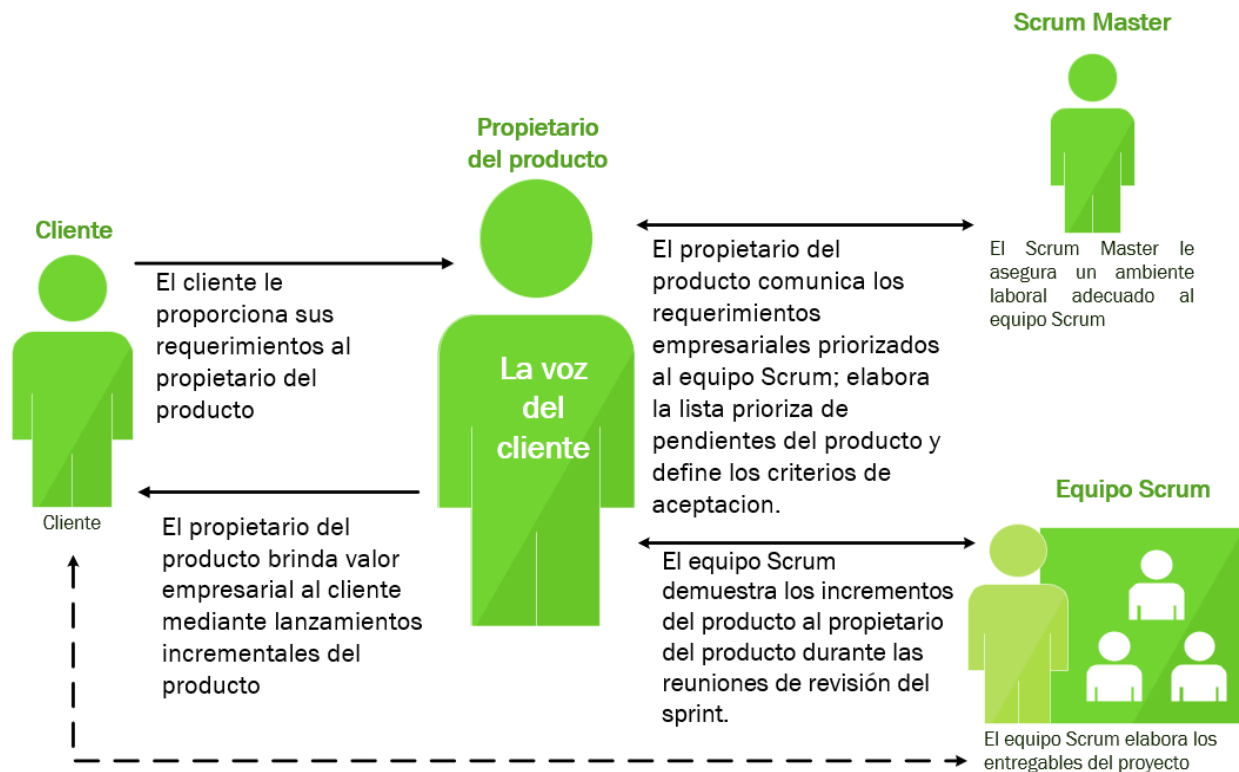 Scrum Master
El Scrum Master le
asegura un ambiente
laboral adecuado al
equipo Scrum
Propietario
del producto
La voz
del
cliente
Cliente
Cliente
El cliente le
proporciona sus
requerimientos al
propietario del
producto
El propietario del
producto brinda valor
empresarial al cliente
mediante lanzamientos
incrementales del
producto
El propietario del
producto comunica los
requerimientos
empresariales priorizados
al equipo Scrum; elabora
la lista prioriza de
pendientes del producto y
define los criterios de
aceptacion.
El equipo Scrum
demuestra los incrementos
del producto al propietario
del producto durante las
reuniones de revisión del
sprint.
Equipo Scrum
El equipo Scrum elabora los
entregables del proyecto